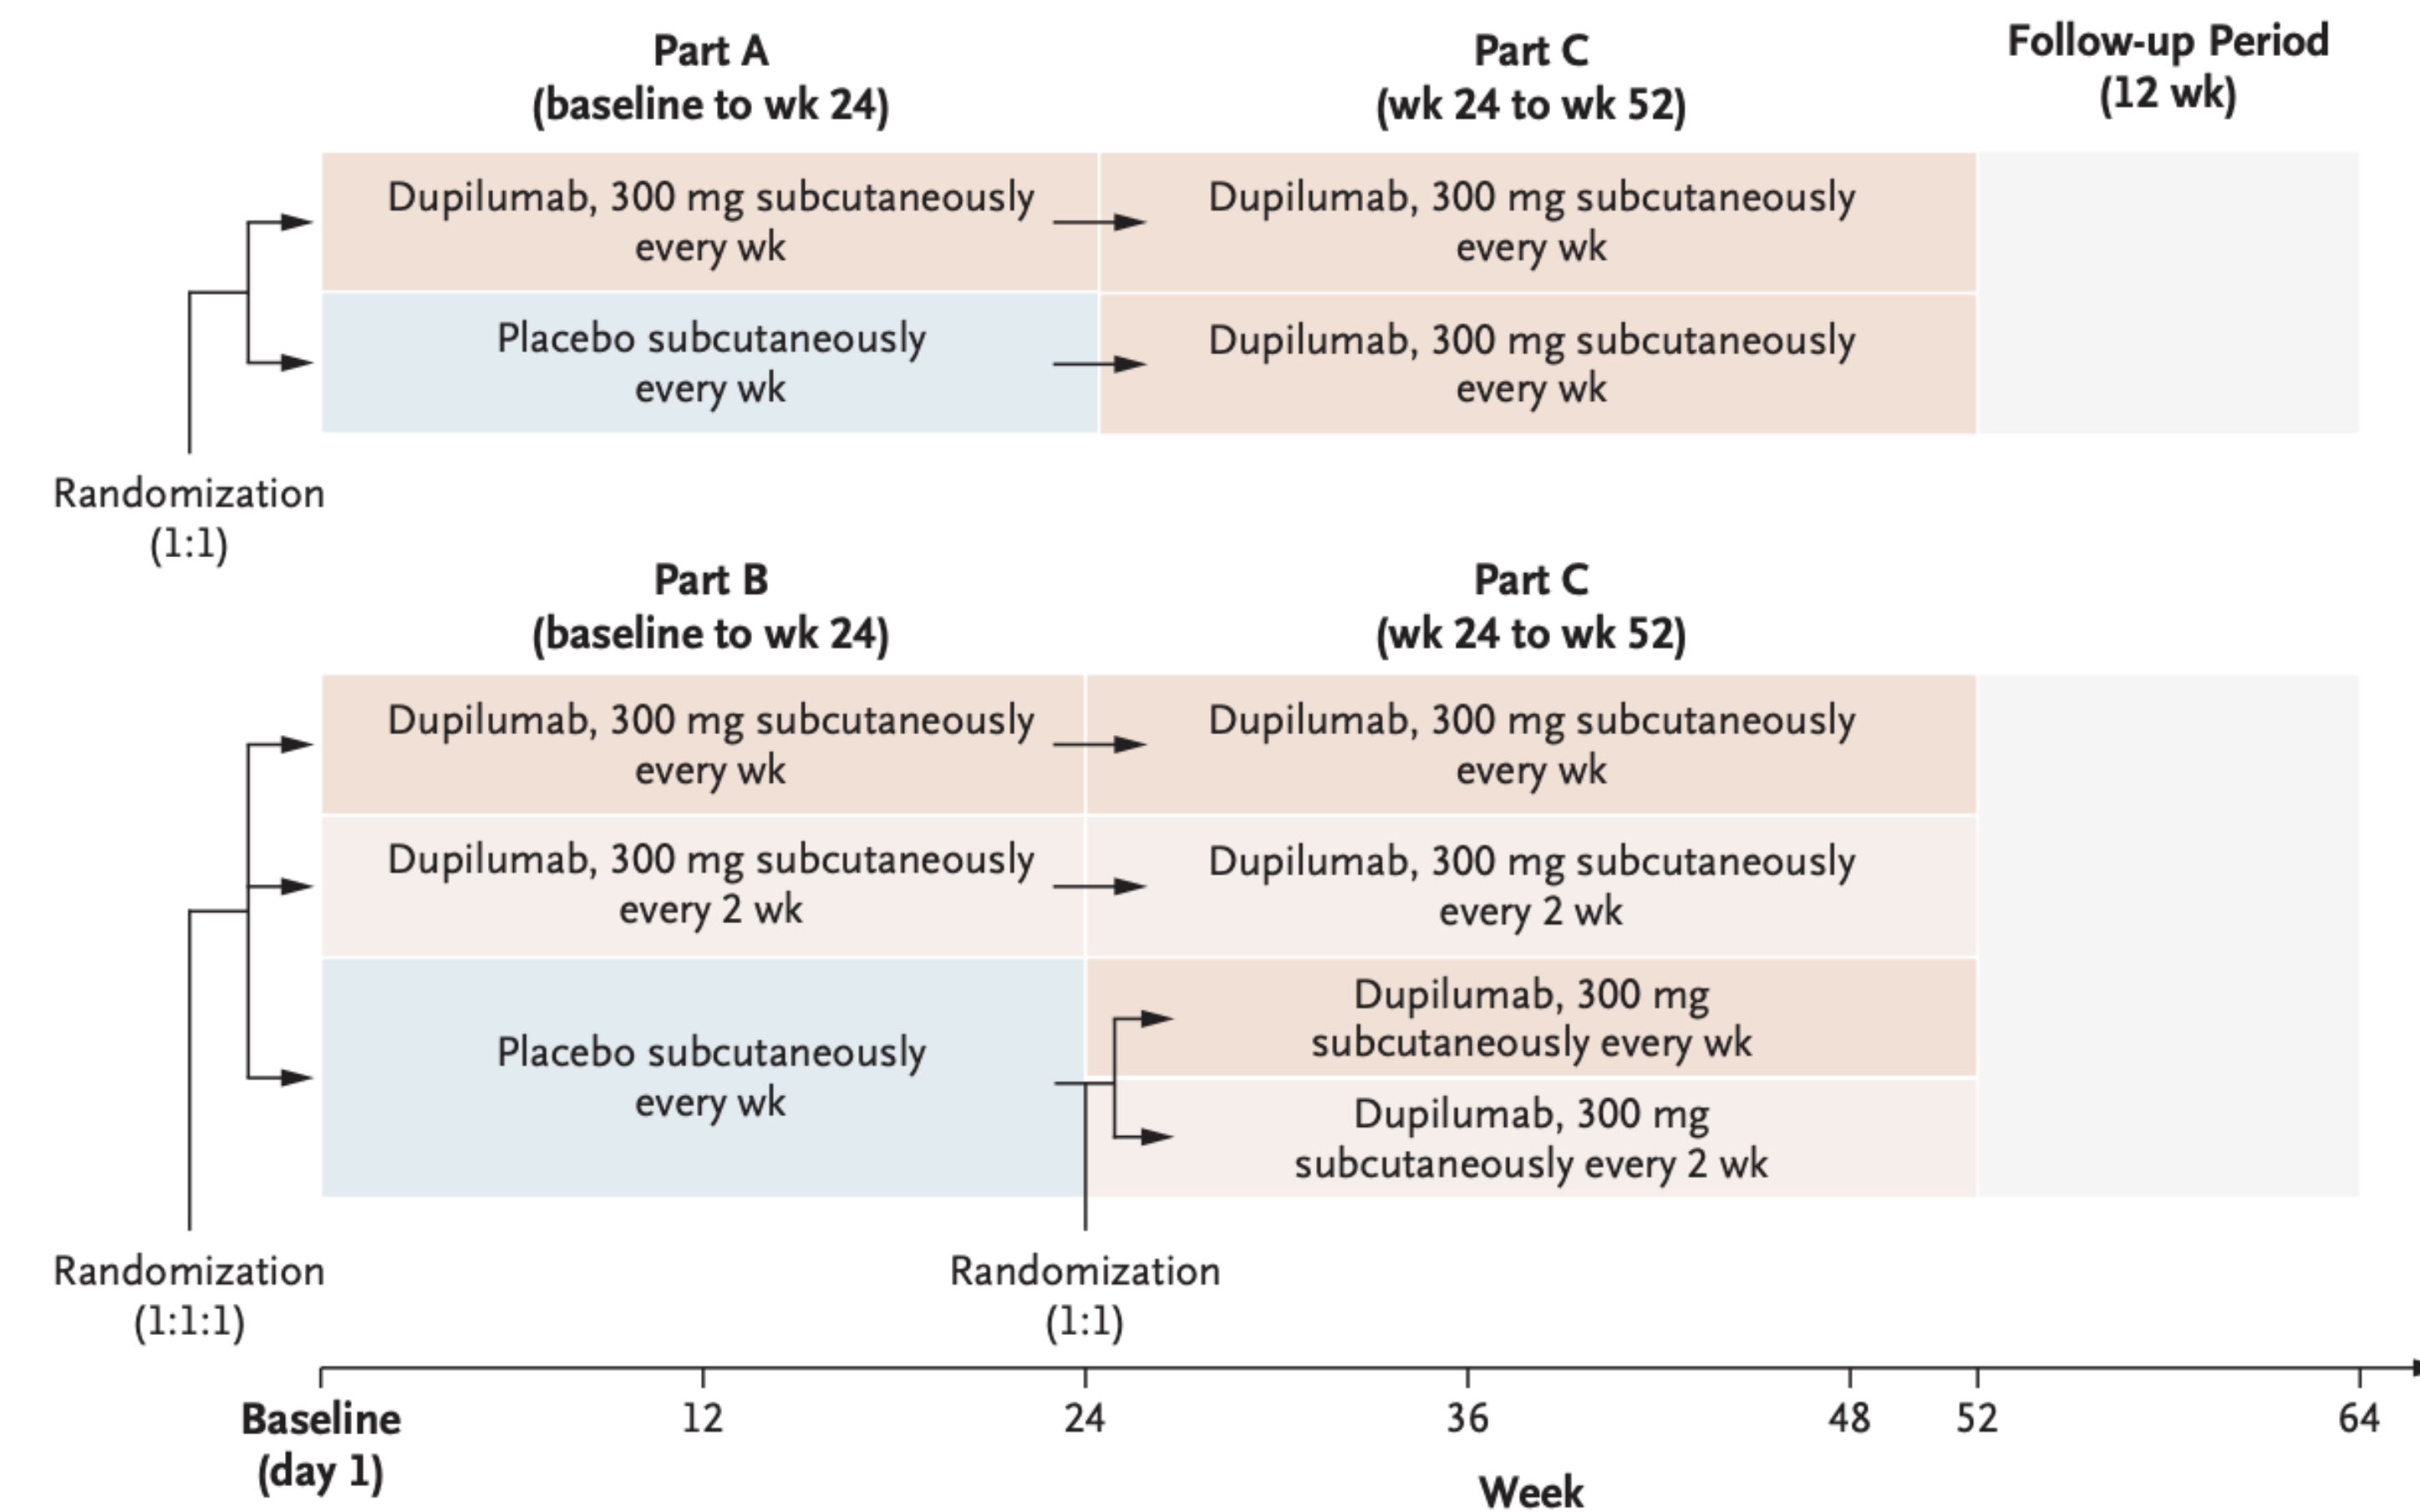 Part A
(baseline to wk 24)
Part C
(wk 24 to wk 52)
Follow-up Period
(12 wk)
Dupilumab, 300 mg subcutaneously
every wk
Dupilumab, 300 mg subcutaneously
every wk
Placebo subcutaneously
every wk
Dupilumab, 300 mg subcutaneously
every wk
Randomization
(1:1)
Part B
(baseline to wk 24)
Part C
(wk 24 to wk 52)
Dupilumab, 300 mg subcutaneously
every wk
Dupilumab, 300 mg subcutaneously
every wk
Dupilumab, 300 mg subcutaneously
every 2 wk
Dupilumab, 300 mg subcutaneously
every 2 wk
Placebo subcutaneously
every wk
Dupilumab, 300 mg
subcutaneously every wk
Dupilumab, 300 mg
subcutaneously every 2 wk
Randomization
(1:1:1)
Randomization
(1:1)
Baseline
(day 1)
12
24
36
48
52
64
Week